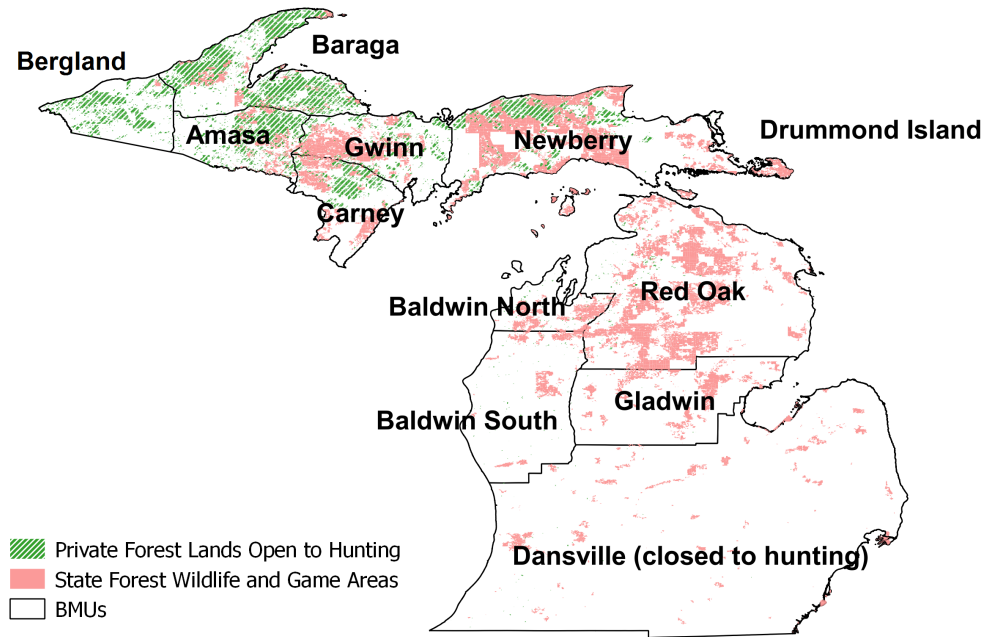 Baraga
Bergland
Drummond Island
Amasa
Newberry
Gwinn
Carney
Red Oak
Baldwin North
Gladwin
Baldwin South
Private Forest Lands Open to Hunting
Dansville (closed to hunting)
State Forest Wildlife and Game Areas
BMUs